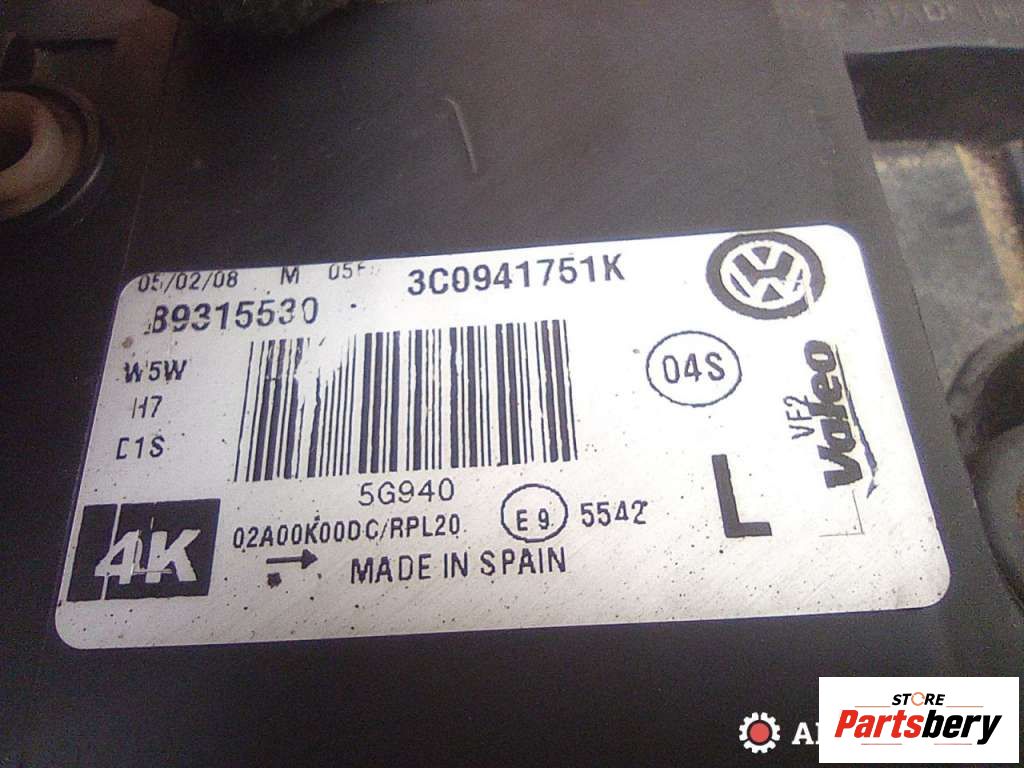 05/02/08 M 05F
3C0941751K
89315530
W5W
H7
D1S
04S
VF2
Valeo
L
5G940
02A00K00DC/RPL20
E9 5542
4K
MADE IN SPAIN
STORE
Partsbery